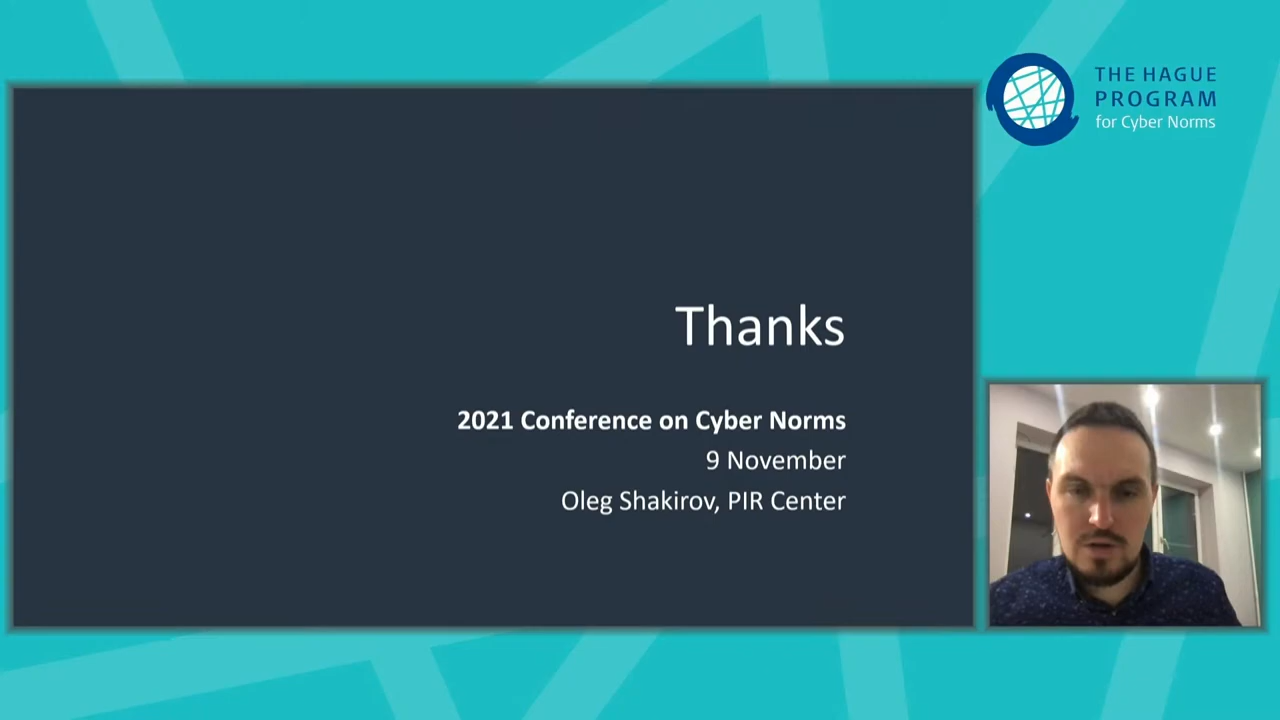 THE HAGUE
PROGRAM
for Cyber Norms
Thanks
2021 Conference on Cyber Norms
9 November
Oleg Shakirov, PIR Center